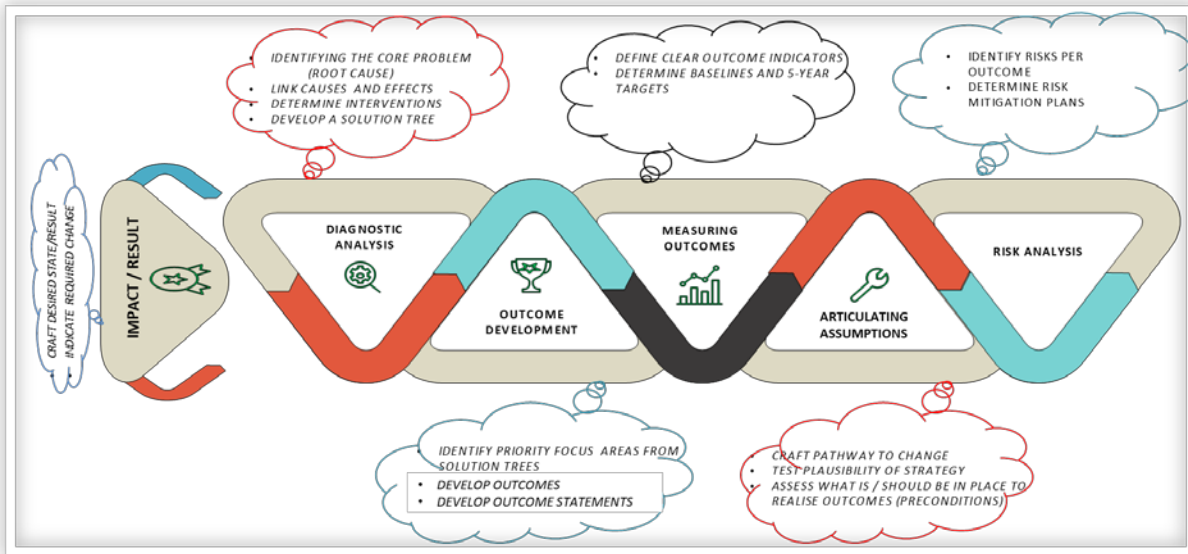 IDENTIFYING THE CORE PROBLEM
(ROOT CAUSE)
LINK CAUSES AND EFFECTS
DETERMINE INTERVENTIONS
DEVELOP A SOLUTION TREE
DEFINE CLEAR OUTCOME INDICATORS
DETERMINE BASELINES AND 5-YEAR
TARGETS
IDENTIFY RISKS PER
OUTCOME
DETERMINE RISK
MITIGATION PLANS
CRAFT DESIRED STATE/RESULT
INDICATE REQUIRED CHANGE
IMPACT / RESULT
DIAGNOSTIC
ANALYSIS
OUTCOME
DEVELOPMENT
MEASURING
OUTCOMES
ARTICULATING
ASSUMPTIONS
RISK ANALYSIS
IDENTIFY PRIORITY FOCUS AREAS FROM
SOLUTION TREES
DEVELOP OUTCOMES
DEVELOP OUTCOME STATEMENTS
CRAFT PATHWAY TO CHANGE
TEST PLAUSIBILITY OF STRATEGY
ASSESS WHAT IS / SHOULD BE IN PLACE TO
REALISE OUTCOMES (PRECONDITIONS)